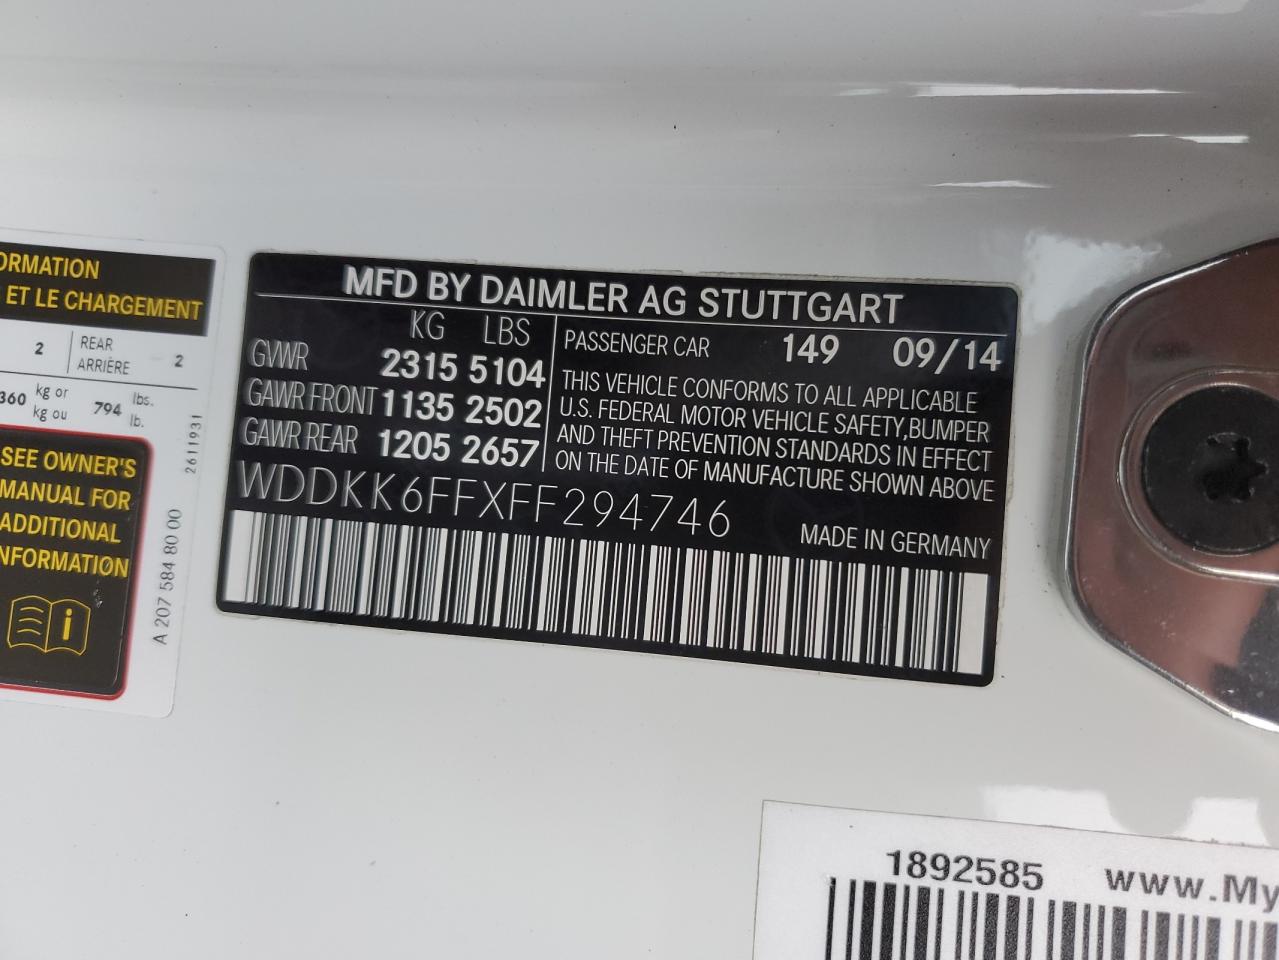 ORMATION
ET LE CHARGEMENT
2 REAR ARRIÈRE 2
360 kg or kg ou 794 lbs. lb.
SEE OWNER'S
MANUAL FOR
ADDITIONAL
INFORMATION
2611931
A 207 584 80 00
MFD BY DAIMLER AG STUTTGART
KG LBS
GVWR 2315 5104
GAWR FRONT 1135 2502
GAWR REAR 1205 2657
PASSENGER CAR 149 09/14
THIS VEHICLE CONFORMS TO ALL APPLICABLE
U.S. FEDERAL MOTOR VEHICLE SAFETY,BUMPER
AND THEFT PREVENTION STANDARDS IN EFFECT
ON THE DATE OF MANUFACTURE SHOWN ABOVE
WDDKK6FFXFF294746
MADE IN GERMANY
1892585 www.My